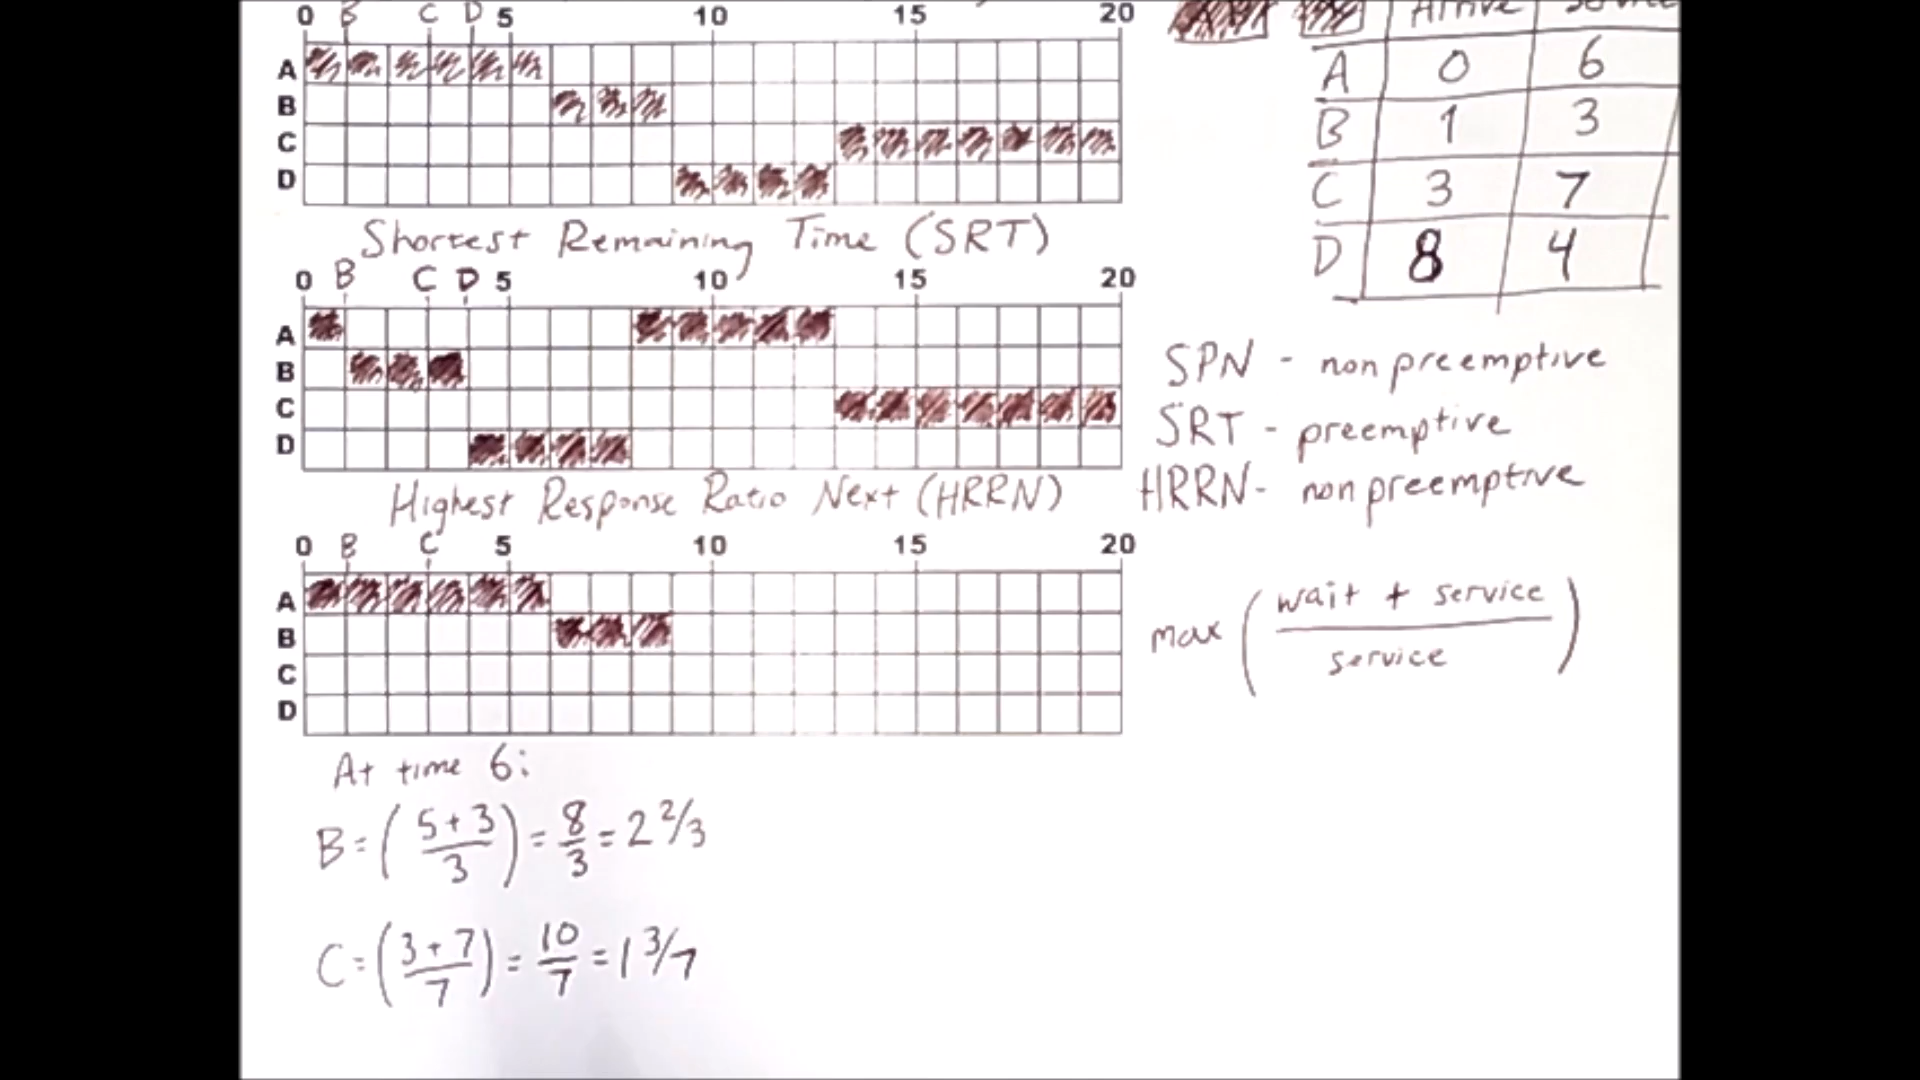 0 B C D 5 10 15 20
A
B
C
D
Shortest Remaining Time (SRT)
0 B C D 5 10 15 20
A
B
C
D
Highest Response Ratio Next (HRRN)
0 B C 5 10 15 20
A
B
C
D
At time 6:
B = (5+3/3) = 8/3 = 2 2/3
C = (3+7/7) = 10/7 = 1 3/7
Arrive
A 0 6
B 1 3
C 3 7
D 8 4
SPN - nonpreemptive
SRT - preemptive
HRRN - nonpreemptive
max (wait + service / service)